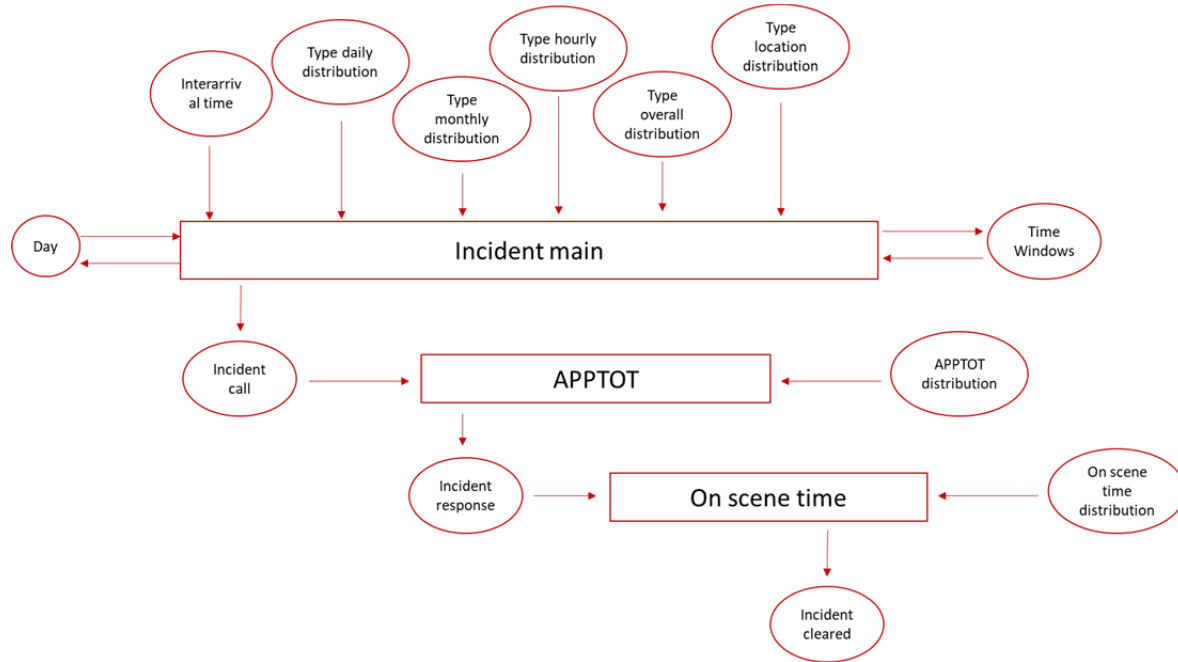 Type hourly
distribution
Type
location
distribution
Type daily
distribution
Interarriv
al time
Type
monthly
distribution
Type
overall
distribution
Day
Incident main
Time
Windows
Incident
call
APPTOT
APPTOT
distribution
Incident
response
On scene time
On scene
time
distribution
Incident
cleared